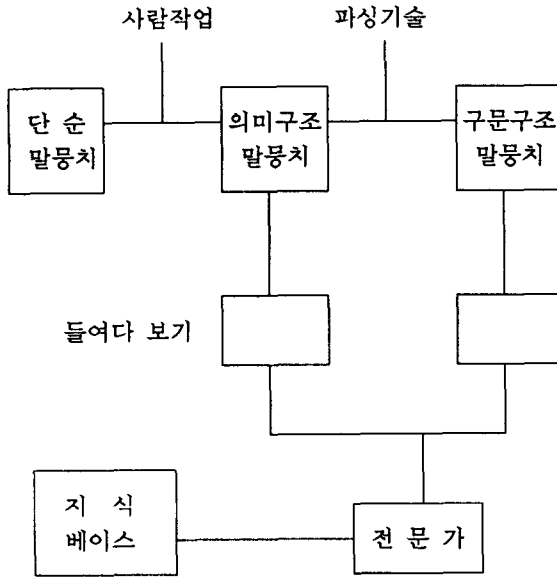 사람작업
파싱기술
단 순
말뭉치
의미구조
말뭉치
구문구조
말뭉치
들여다 보기
지 식
베이스
전 문 가